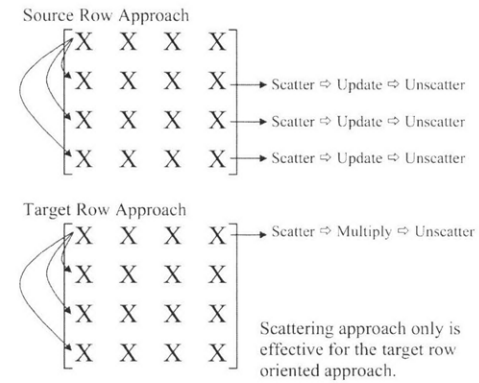 Source Row Approach
X X X X
X X X X Scatter ⇨ Update ⇨ Unscatter
X X X X Scatter ⇨ Update ⇨ Unscatter
X X X X Scatter ⇨ Update ⇨ Unscatter
Target Row Approach
X X X X Scatter ⇨ Multiply ⇨ Unscatter
X X X X
X X X X
X X X X
Scattering approach only is
effective for the target row
oriented approach.